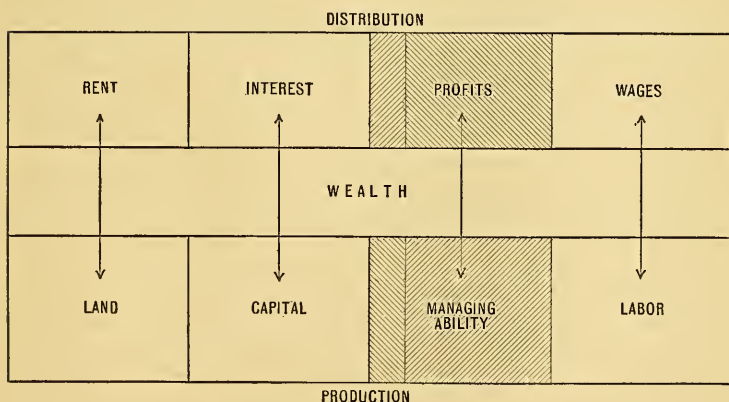 DISTRIBUTION
RENT
INTEREST
PROFITS
WAGES
WEALTH
LAND
CAPITAL
MANAGING
ABILITY
LABOR
PRODUCTION